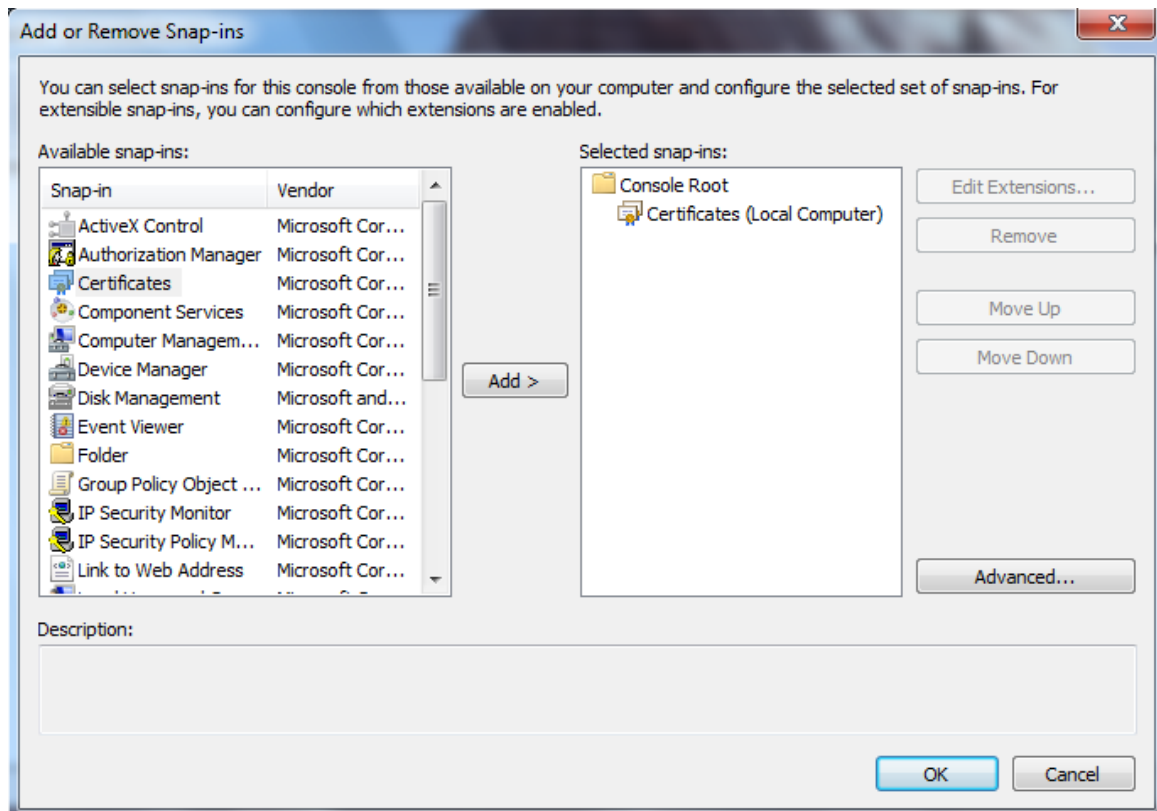 Add or Remove Snap-ins
You can select snap-ins for this console from those available on your computer and configure the selected set of snap-ins. For
extensible snap-ins, you can configure which extensions are enabled.
Available snap-ins:
Snap-in Vendor
ActiveX Control Microsoft Cor...
Authorization Manager Microsoft Cor...
Certificates Microsoft Cor...
Component Services Microsoft Cor...
Computer Managem... Microsoft Cor...
Device Manager Microsoft Cor...
Disk Management Microsoft and...
Event Viewer Microsoft Cor...
Folder Microsoft Cor...
Group Policy Object ... Microsoft Cor...
IP Security Monitor Microsoft Cor...
IP Security Policy M... Microsoft Cor...
Link to Web Address Microsoft Cor...
Add >
Selected snap-ins:
Console Root
Certificates (Local Computer)
Edit Extensions...
Remove
Move Up
Move Down
Advanced...
Description:
OK
Cancel